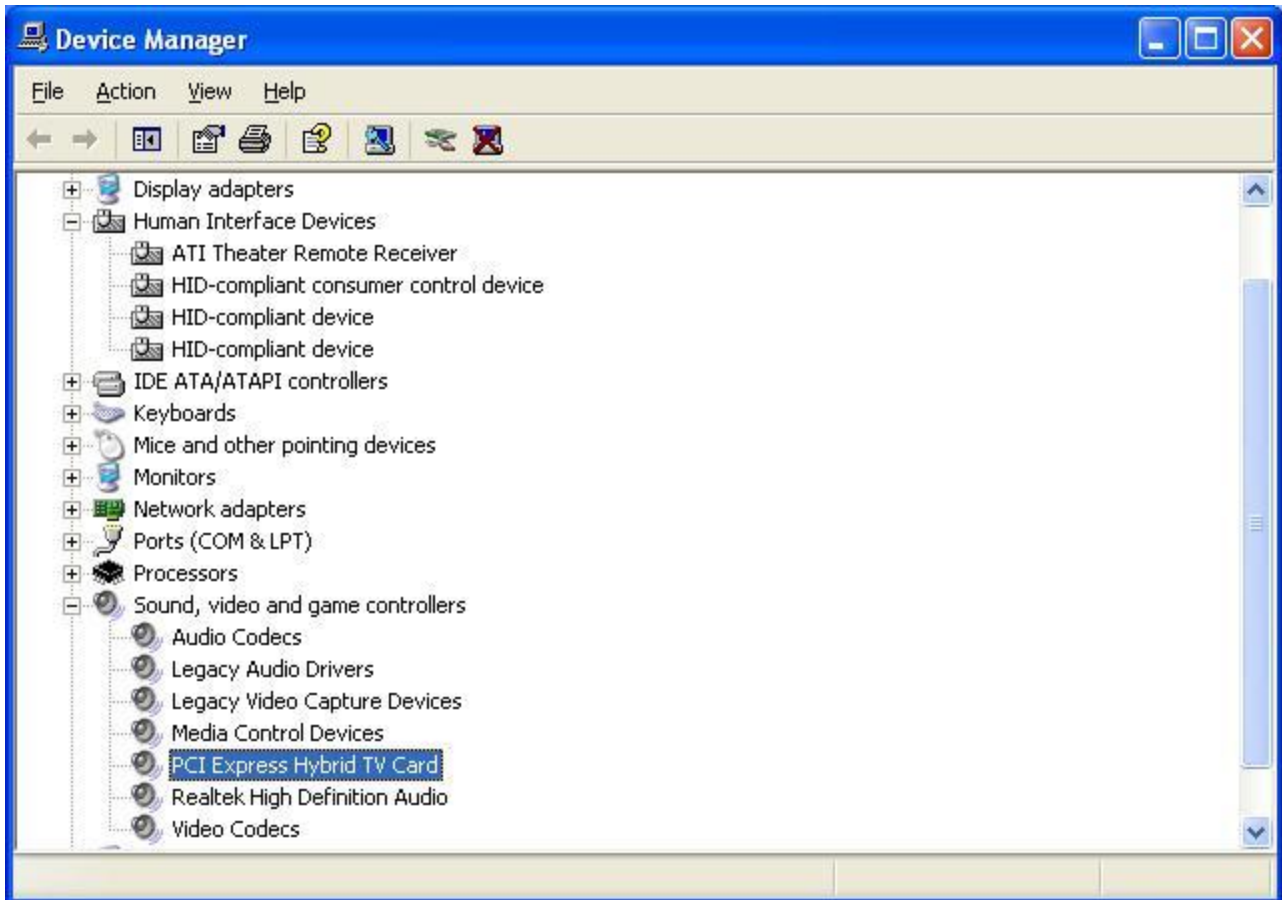 Device Manager
File Action View Help
Display adapters
Human Interface Devices
ATI Theater Remote Receiver
HID-compliant consumer control device
HID-compliant device
HID-compliant device
IDE ATA/ATAPI controllers
Keyboards
Mice and other pointing devices
Monitors
Network adapters
Ports (COM & LPT)
Processors
Sound, video and game controllers
Audio Codecs
Legacy Audio Drivers
Legacy Video Capture Devices
Media Control Devices
PCI Express Hybrid TV Card
Realtek High Definition Audio
Video Codecs